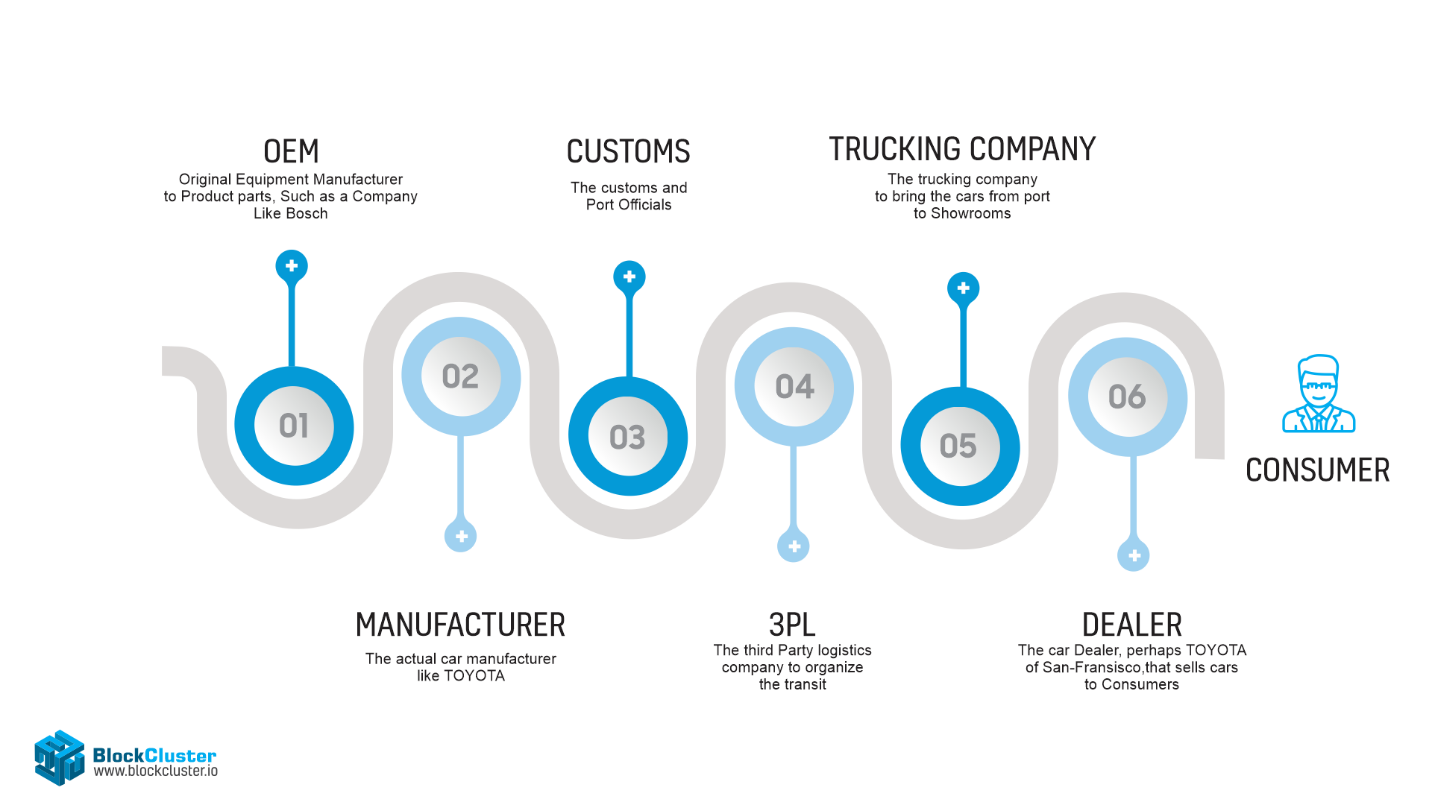 OEM
Original Equipment Manufacturer
to Product parts, Such as a Company
Like Bosch
01
02
MANUFACTURER
The actual car manufacturer
like TOYOTA
CUSTOMS
The customs and
Port Officials
03
04
3PL
The third Party logistics
company to organize
the transit
TRUCKING COMPANY
The trucking company
to bring the cars from port
to Showrooms
05
06
DEALER
The car Dealer, perhaps TOYOTA
of San-Fransisco,that sells cars
to Consumers
CONSUMER
BlockCluster
www.blockcluster.io